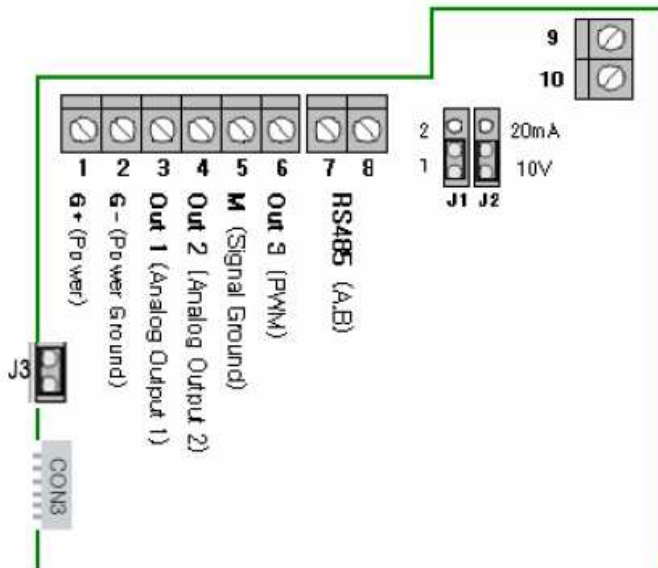 9
10
1 2 3 4 5 6 7 8
G+ (Power)
G- (Power Ground)
Out 1 (Analog Output 1)
Out 2 (Analog Output 2)
M (Signal Ground)
Out 3 (PWM)
RS485 (A,B)
2 20mA
1 10V
J1 J2
J3
CON3